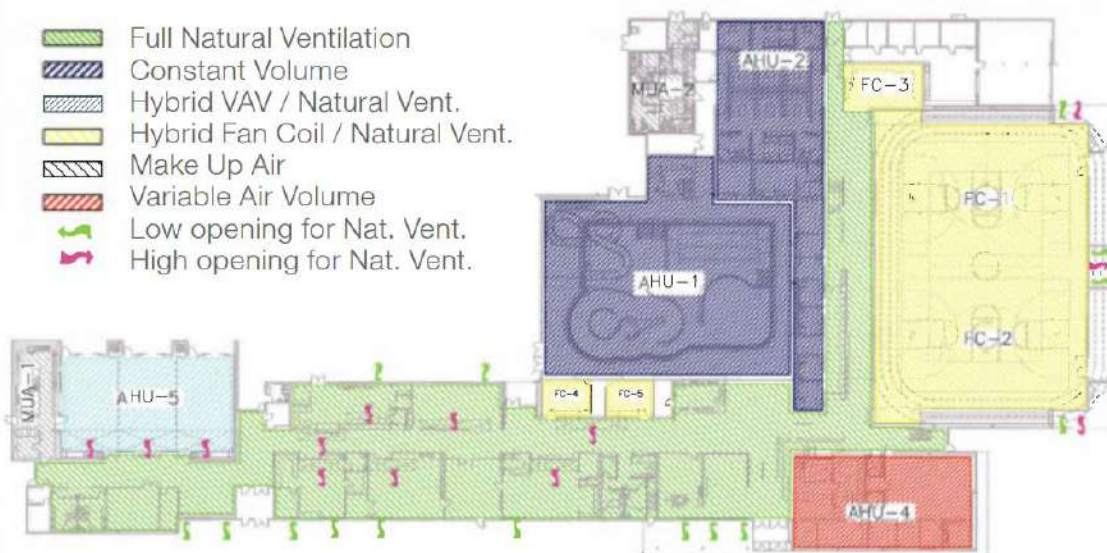 Full Natural Ventilation
Constant Volume
Hybrid VAV / Natural Vent.
Hybrid Fan Coil / Natural Vent.
Make Up Air
Variable Air Volume
Low opening for Nat. Vent.
High opening for Nat. Vent.
AHU-2
MUA-2
FC-3
FC-1
AHU-1
FC-2
MUA-1
AHU-5
FC-4
FC-5
AHU-4